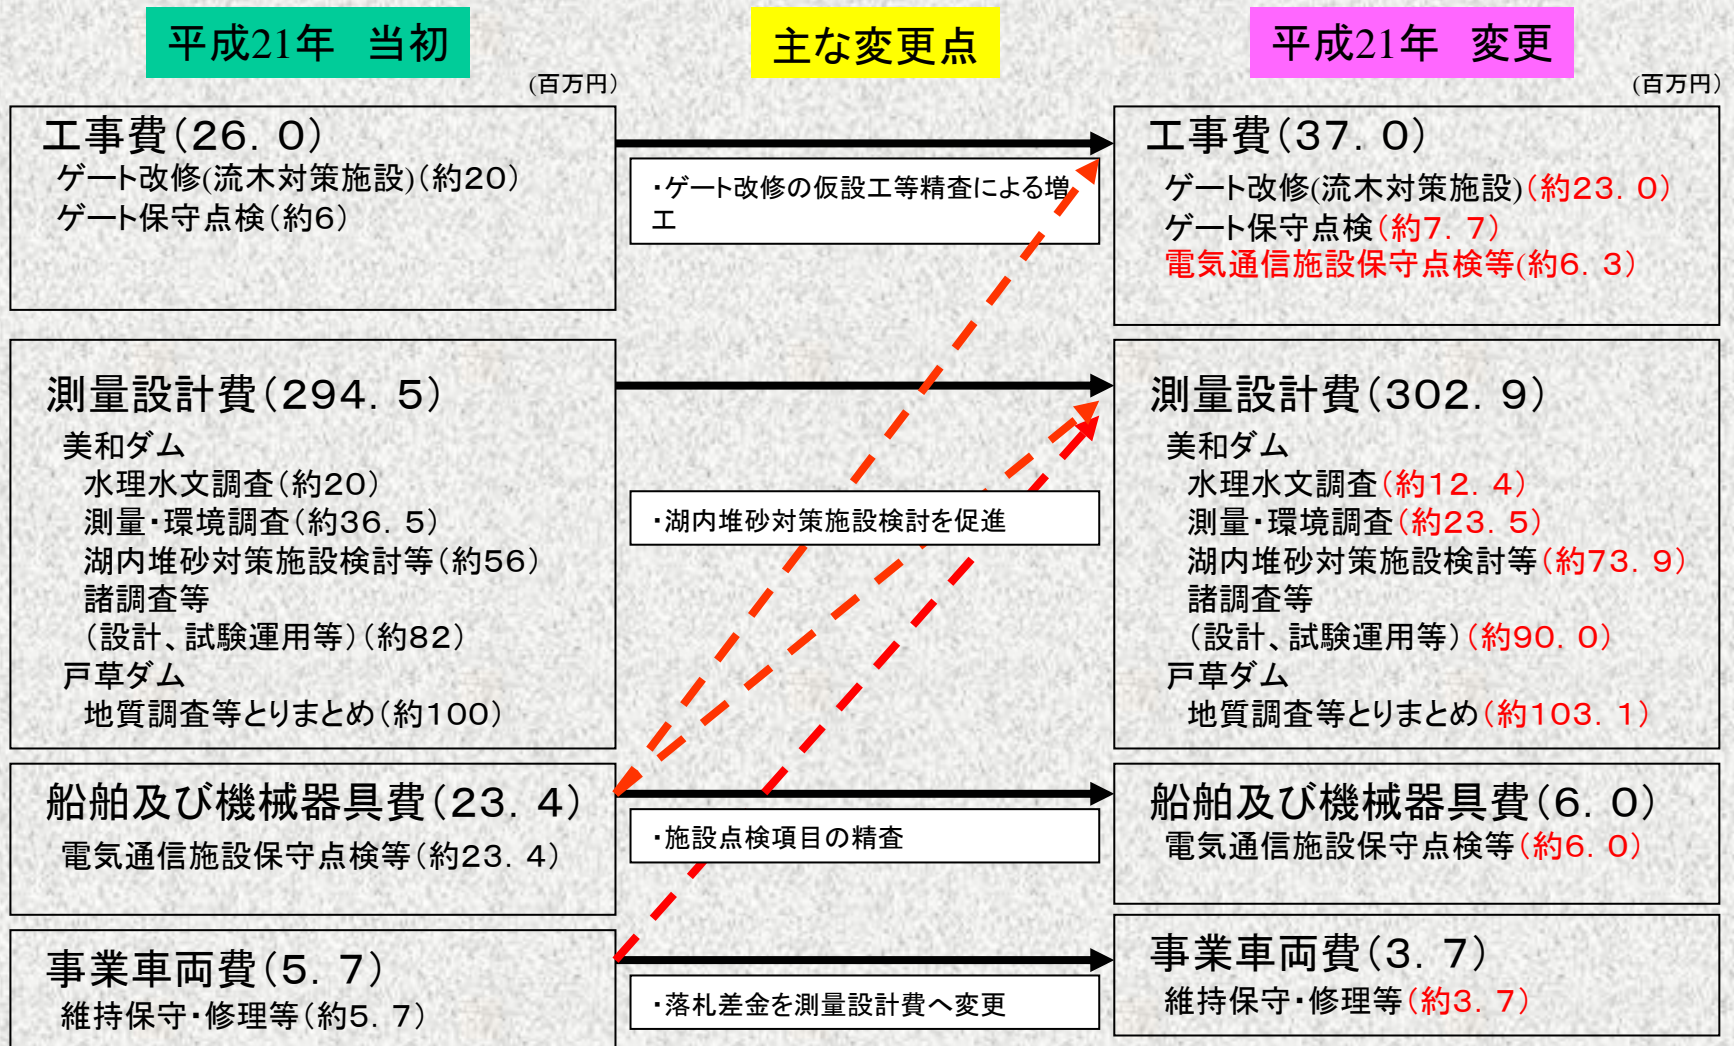 平成21年　当初
主な変更点
平成21年　変更
(百万円)
(百万円)
工事費(26．0)
ゲート改修(流木対策施設)(約20)
ゲート保守点検(約6)
・ゲート改修の仮設工等精査による増
工
工事費(37．0)
ゲート改修(流木対策施設)(約23．0)
ゲート保守点検(約7．7)
電気通信施設保守点検等(約6．3)
測量設計費(294．5)
美和ダム
水理水文調査(約20)
測量・環境調査(約36．5)
湖内堆砂対策施設検討等(約56)
諸調査等
(設計、試験運用等)(約82)
戸草ダム
地質調査等とりまとめ(約100)
・湖内堆砂対策施設検討を促進
測量設計費(302．9)
美和ダム
水理水文調査(約12．4)
測量・環境調査(約23．5)
湖内堆砂対策施設検討等(約73．9)
諸調査等
(設計、試験運用等)(約90．0)
戸草ダム
地質調査等とりまとめ(約103．1)
船舶及び機械器具費(23．4)
電気通信施設保守点検等(約23．4)
・施設点検項目の精査
船舶及び機械器具費(6．0)
電気通信施設保守点検等(約6．0)
事業車両費(5．7)
維持保守・修理等(約5．7)
・落札差金を測量設計費へ変更
事業車両費(3．7)
維持保守・修理等(約3．7)